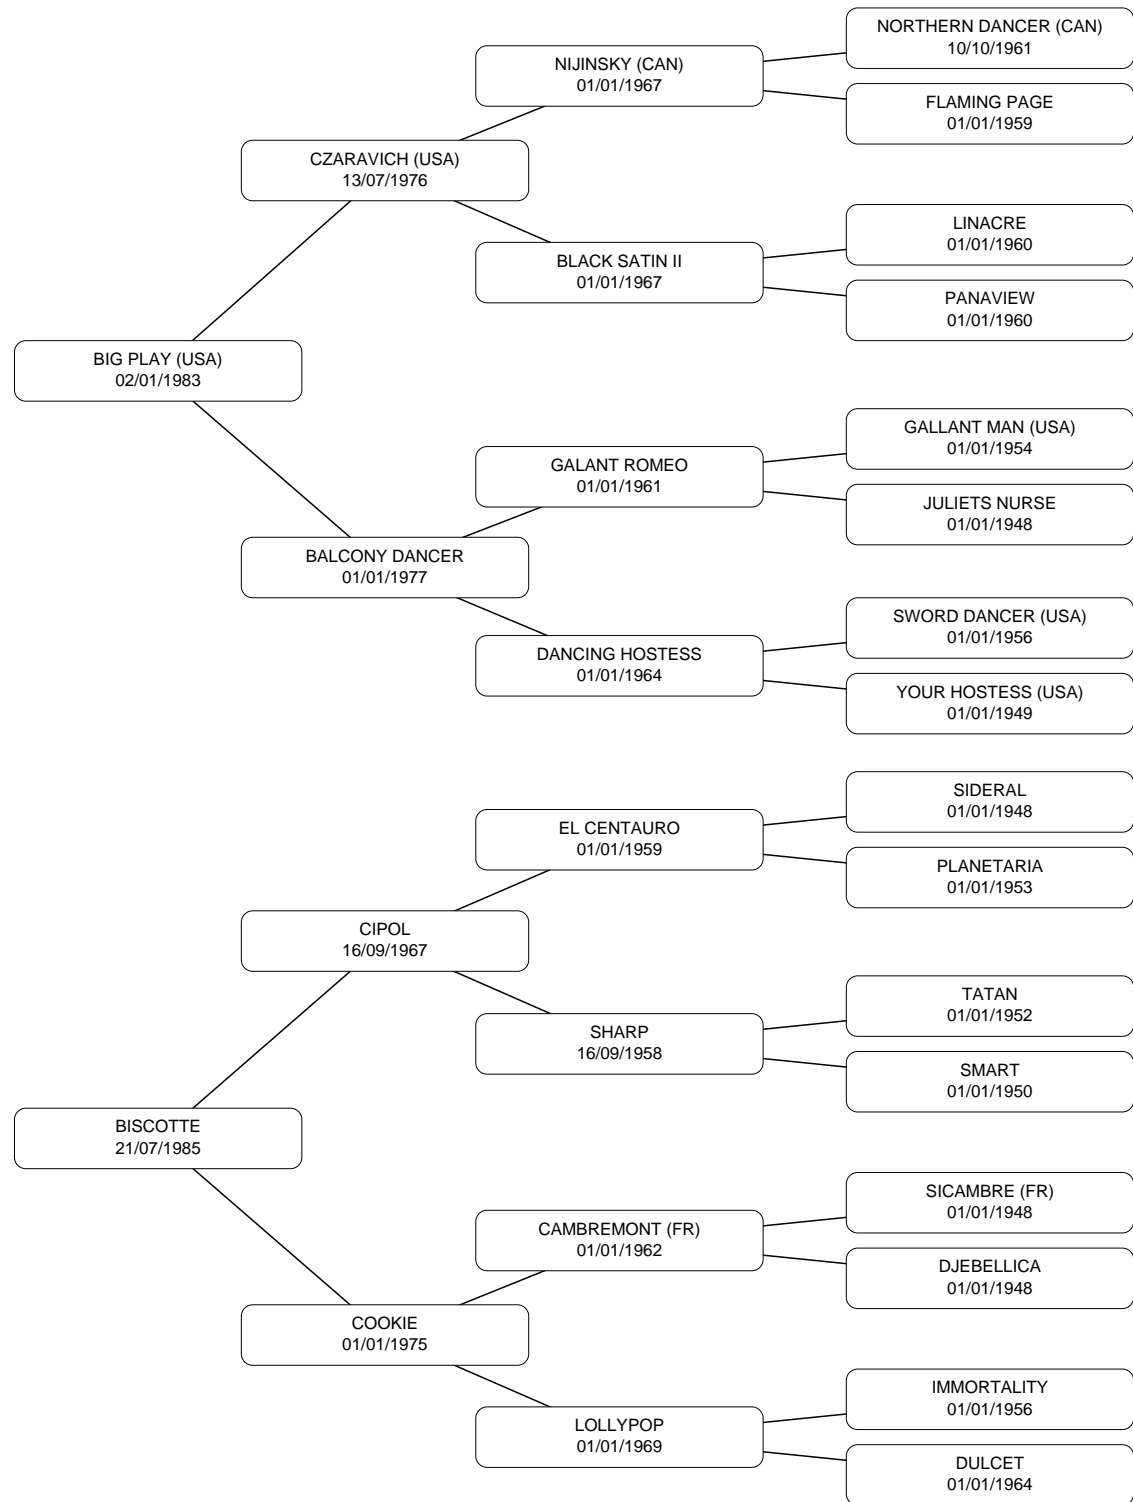 NORTHERN DANCER (CAN)
10/10/1961
NIJINSKY (CAN)
01/01/1967
FLAMING PAGE
01/01/1959
CZARAVICH (USA)
13/07/1976
LINACRE
01/01/1960
BLACK SATIN II
01/01/1967
PANAVIEW
01/01/1960
BIG PLAY (USA)
02/01/1983
GALLANT MAN (USA)
01/01/1954
GALANT ROMEO
01/01/1961
JULIETS NURSE
01/01/1948
BALCONY DANCER
01/01/1977
SWORD DANCER (USA)
01/01/1956
DANCING HOSTESS
01/01/1964
YOUR HOSTESS (USA)
01/01/1949
SIDERAL
01/01/1948
EL CENTAURO
01/01/1959
PLANETARIA
01/01/1953
CIPOL
16/09/1967
TATAN
01/01/1952
SHARP
16/09/1958
SMART
01/01/1950
BISCOTTE
21/07/1985
SICAMBRE (FR)
01/01/1948
CAMBREMONT (FR)
01/01/1962
DJEBELLICA
01/01/1948
COOKIE
01/01/1975
IMMORTALITY
01/01/1956
LOLLYPOP
01/01/1969
DULCET
01/01/1964